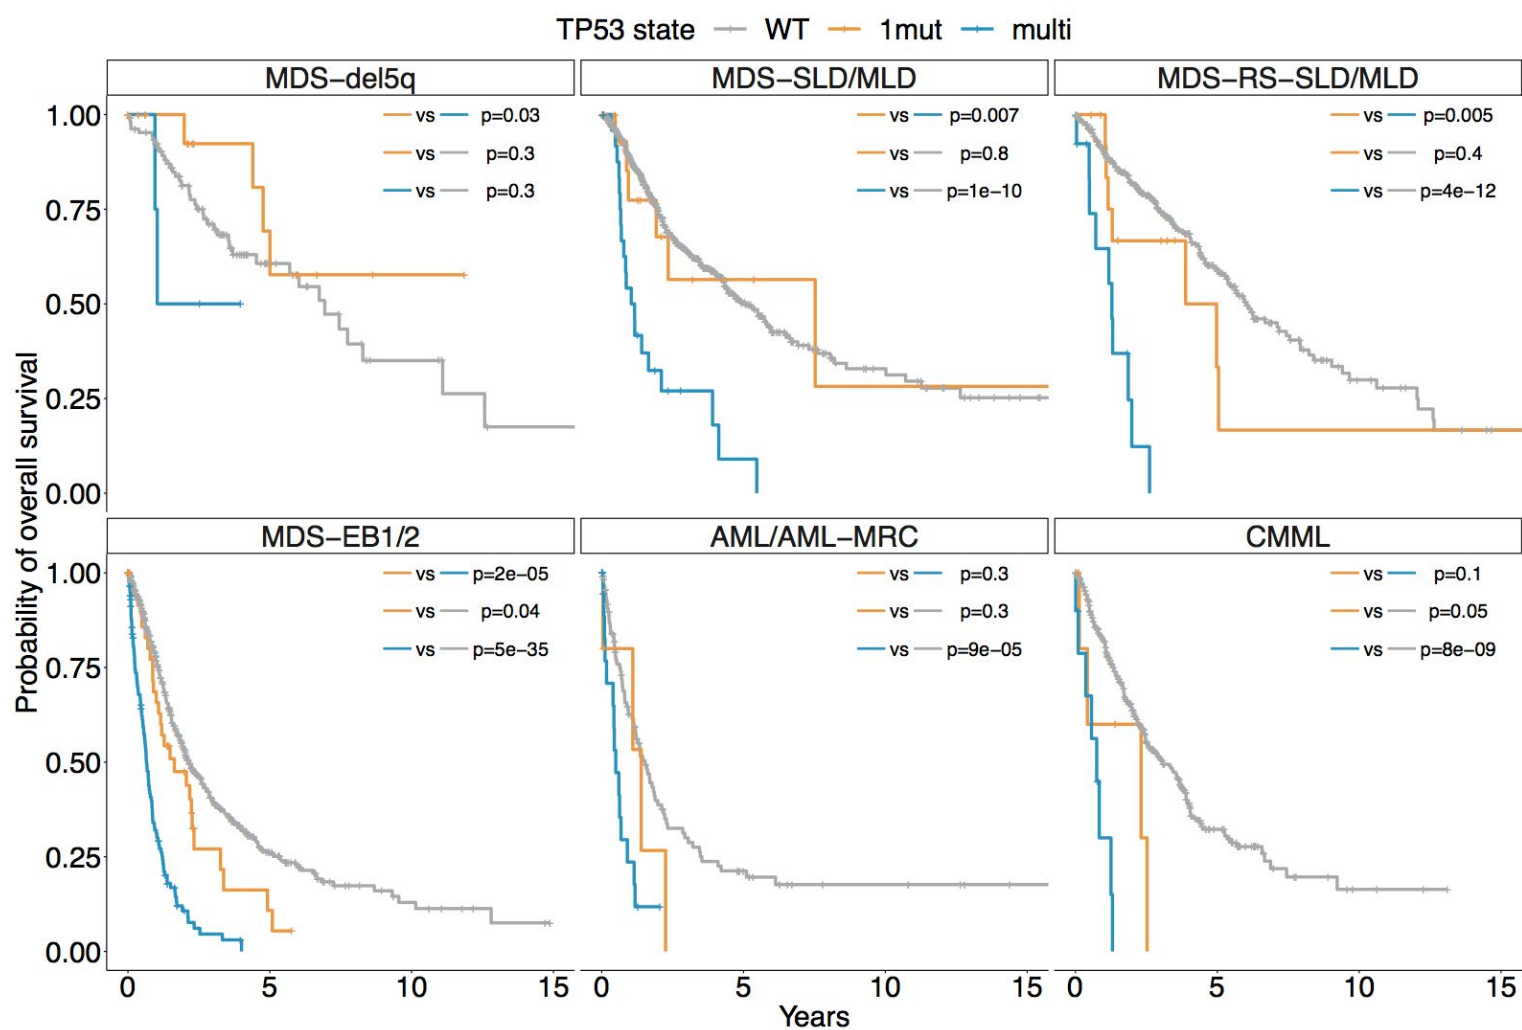 TP53 state WT 1mut multi
MDS−del5q MDS−SLD/MLD MDS−RS−SLD/MLD
1.00
0.75
0.50
0.25
0.00
vs p=0.03
vs p=0.3
vs p=0.3
vs p=0.007
vs p=0.8
vs p=1e−10
vs p=0.005
vs p=0.4
vs p=4e−12
Probability of overall survival
MDS−EB1/2 AML/AML−MRC CMML
1.00
0.75
0.50
0.25
0.00
vs p=2e−05
vs p=0.04
vs p=5e−35
vs p=0.3
vs p=0.3
vs p=9e−05
vs p=0.1
vs p=0.05
vs p=8e−09
0 5 10 15 0 5 10 15 0 5 10 15
Years